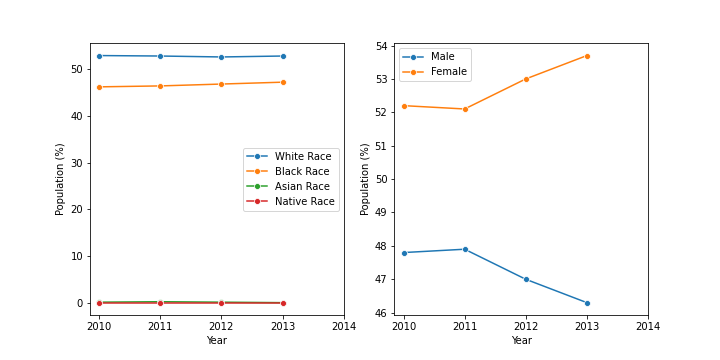 50
40
30
20
10
0
Population (%)
2010 2011 2012 2013 2014
Year
White Race
Black Race
Asian Race
Native Race
54
53
52
51
50
49
48
47
46
Population (%)
2010 2011 2012 2013 2014
Year
Male
Female